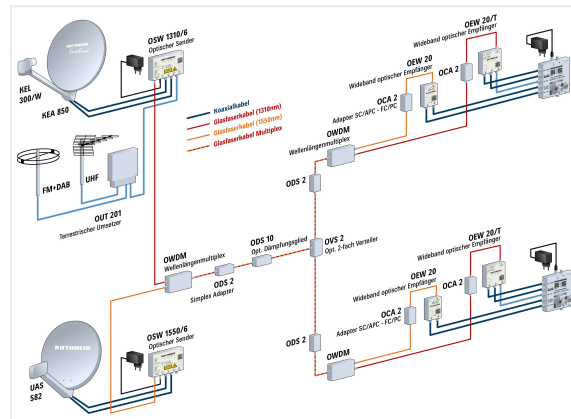 OSW 1310/6
Optischer Sender
KATHREIN
KEL
300/W
KEA 850
Koaxialkabel
Glasfaserkabel (1310nm)
Glasfaserkabel (1550nm)
Glasfaserkabel Multiplex
FM+DAB
UHF
OUT 201
Terrestrischer Umsetzer
OEW 20/T
Wideband optischer Empfänger
OEW 20
Wideband optischer Empfänger
OCA 2
OCA 2
Adapter SC/APC - FC/PC
OWDM
Wellenlängenmultiplex
ODS 2
OWDM
Wellenlängenmultiplex
ODS 2
Simplex Adapter
ODS 10
Opt. Dämpfungsglied
OVS 2
Opt. 2-fach Verteiler
OEW 20/T
Wideband optischer Empfänger
OEW 20
Wideband optischer Empfänger
OCA 2
OCA 2
Adapter SC/APC - FC/PC
ODS 2
OWDM
OSW 1550/6
Optischer Sender
KATHREIN
UAS
582